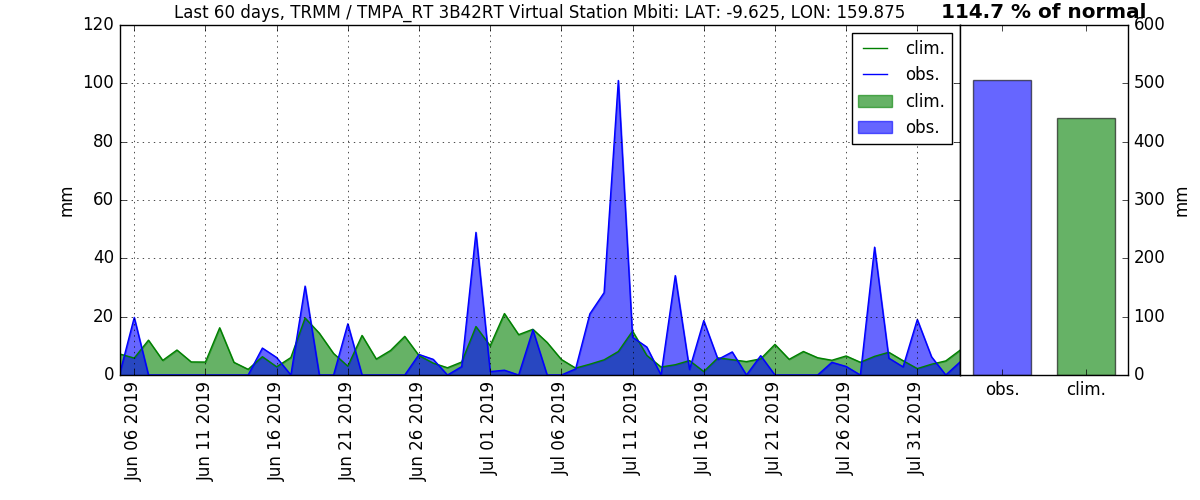 Last 60 days, TRMM / TMPA_RT 3B42RT Virtual Station Mbiti: LAT: -9.625, LON: 159.875
114.7 % of normal
120
100
80
60
40
20
0
mm
clim.
obs.
clim.
obs.
600
500
400
300
200
100
0
mm
Jun 06 2019
Jun 11 2019
Jun 16 2019
Jun 21 2019
Jun 26 2019
Jul 01 2019
Jul 06 2019
Jul 11 2019
Jul 16 2019
Jul 21 2019
Jul 26 2019
Jul 31 2019
obs.
clim.